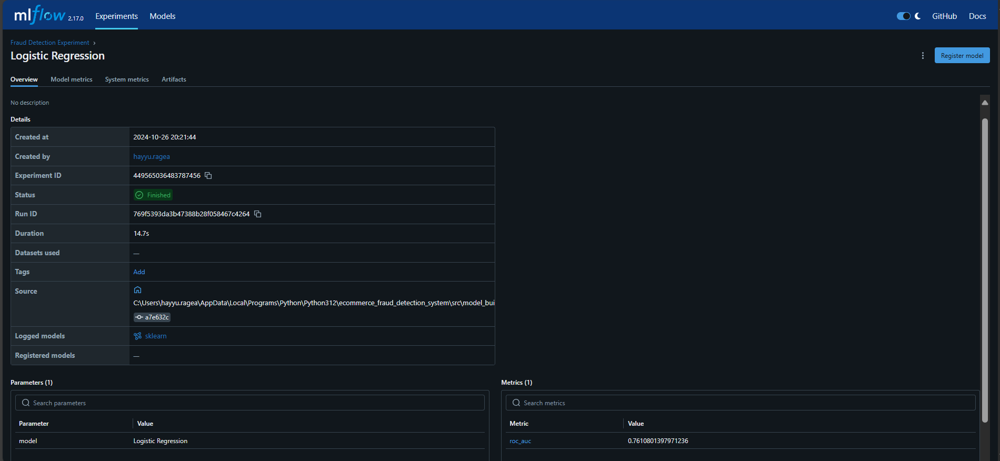 mlflow 2.17.0 Experiments Models GitHub Docs
Fraud Detection Experiment ›
Logistic Regression
Register model
Overview Model metrics System metrics Artifacts
No description
Details
Created at 2024-10-26 20:21:44
Created by hayyu.ragea
Experiment ID 449565036483787456
Status Finished
Run ID 769f5393da3b47388b28f058467c4264
Duration 14.7s
Datasets used —
Tags Add
Source
C:\Users\hayyu.ragea\AppData\Local\Programs\Python\Python312\ecommerce_fraud_detection_system\src\model_bui
a7e632c
Logged models sklearn
Registered models —
Parameters (1)
Search parameters
Parameter Value
model Logistic Regression
Metrics (1)
Search metrics
Metric Value
roc_auc 0.7610801397971236